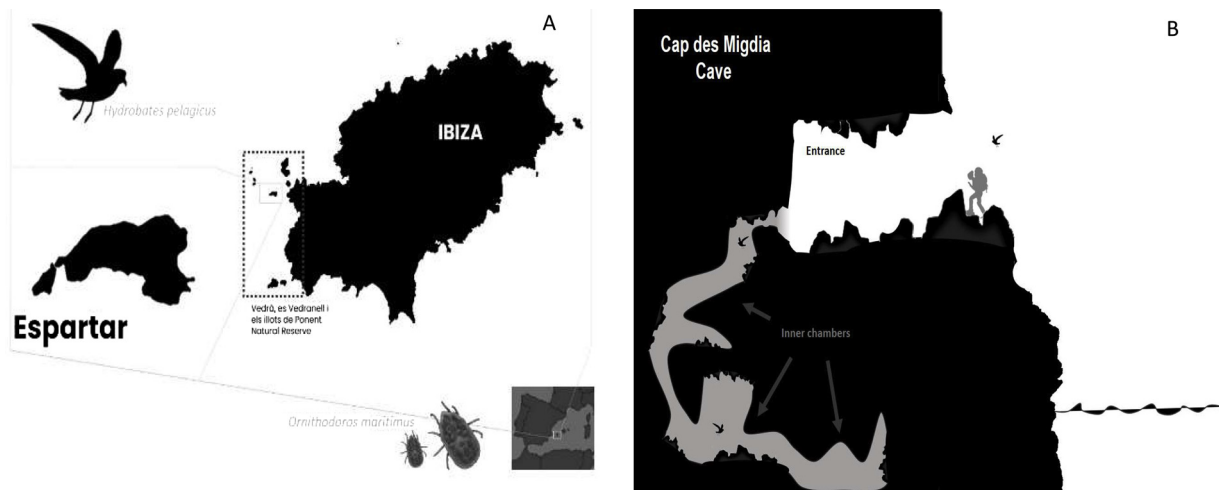 A
Hydrobates pelagicus
IBIZA
Vedrà, es Vedranell i
els illots de Ponent
Natural Reserve
Espartar
Ornithodoros maritimus
B
Cap des Migdia
Cave
Entrance
Inner chambers